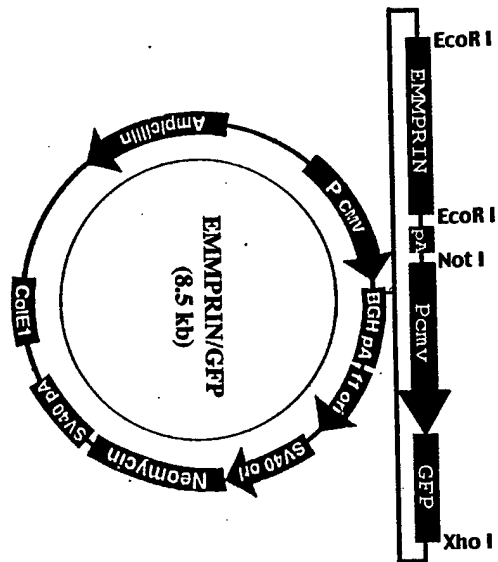 EcoR I
EMMPRIN
EcoR I
pA
Not I
Pcmv
GFP
Xho I
Ampicillin
P CMV
BGH pA
f1 ori
SV40 ori
Neomycin
SV40 pA
ColE1
EMMPRIN/GFP
(8.5 kb)